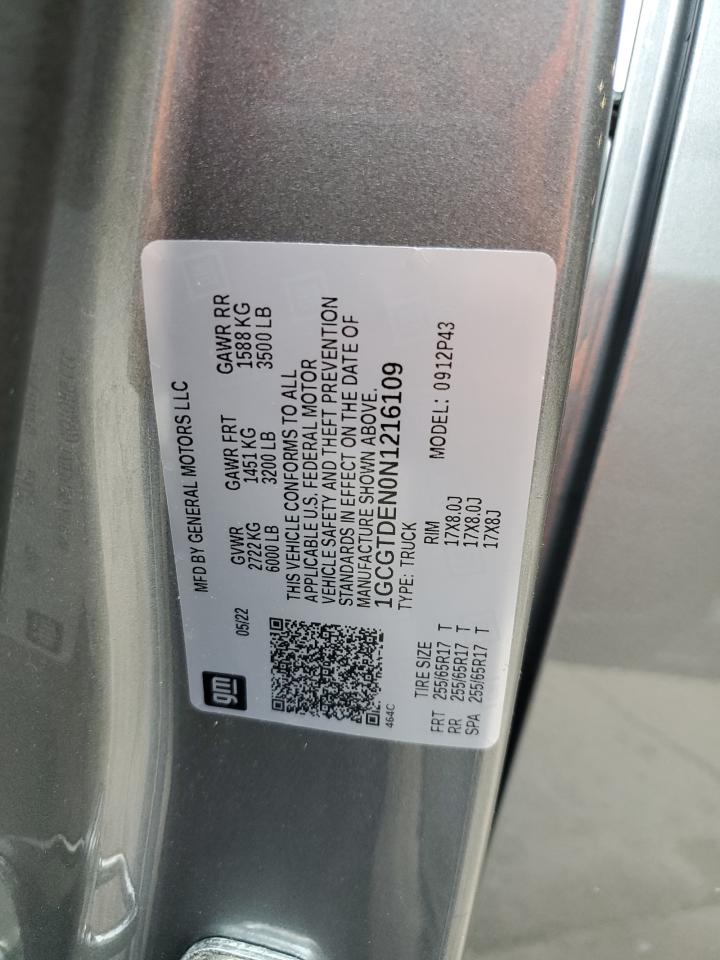 gm
MFD BY GENERAL MOTORS LLC
05/22
GVWR GAWR FRT GAWR RR
2722 KG 1451 KG 1588 KG
6000 LB 3200 LB 3500 LB
THIS VEHICLE CONFORMS TO ALL
APPLICABLE U.S. FEDERAL MOTOR
VEHICLE SAFETY AND THEFT PREVENTION
STANDARDS IN EFFECT ON THE DATE OF
MANUFACTURE SHOWN ABOVE.
1GCGTDEN0N1216109
464C
TYPE: TRUCK MODEL: 0912P43
TIRE SIZE RIM
FRT 255/65R17 T 17X8.0J
RR 255/65R17 T 17X8.0J
SPA 255/65R17 T 17X8J